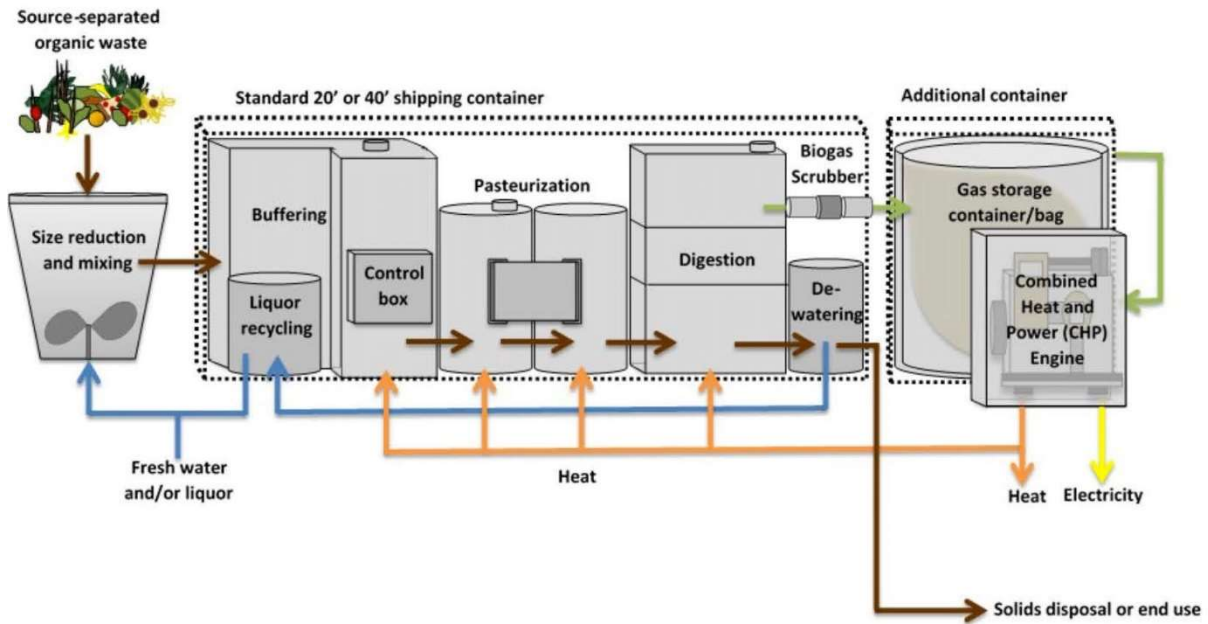 Source-separated
organic waste
Standard 20’ or 40’ shipping container
Additional container
Size reduction
and mixing
Buffering
Liquor
recycling
Control
box
Pasteurization
Digestion
Biogas
Scrubber
De-
watering
Gas storage
container/bag
Combined
Heat and
Power (CHP)
Engine
Fresh water
and/or liquor
Heat
Heat
Electricity
Solids disposal or end use